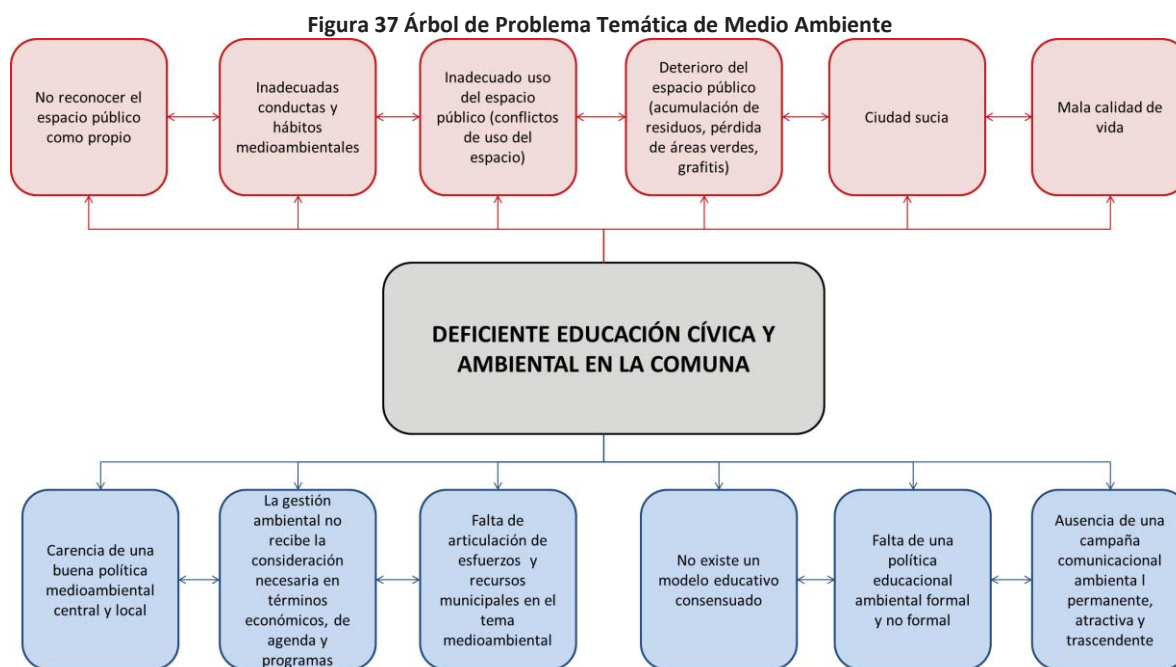 Figura 37 Árbol de Problema Temática de Medio Ambiente
No reconocer el
espacio público
como propio
Inadecuadas
conductas y
hábitos
medioambientales
Inadecuado uso
del espacio
público (conflictos
de uso del
espacio)
Deterioro del
espacio público
(acumulación de
residuos, pérdida
de áreas verdes,
grafitis)
Ciudad sucia
Mala calidad de
vida
DEFICIENTE EDUCACIÓN CÍVICA Y
AMBIENTAL EN LA COMUNA
Carencia de una
buena política
medioambiental
central y local
La gestión
ambiental no
recibe la
consideración
necesaria en
términos
económicos, de
agenda y
programas
Falta de
articulación de
esfuerzos y
recursos
municipales en el
tema
medioambiental
No existe un
modelo educativo
consensuado
Falta de una
política
educacional
ambiental formal
y no formal
Ausencia de una
campaña
comunicacional
ambienta l
permanente,
atractiva y
trascendente